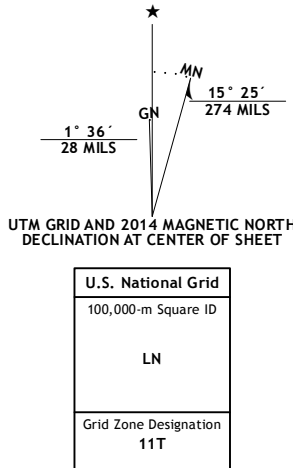 ★
MN
GN
15° 25´
274 MILS
1° 36´
28 MILS
UTM GRID AND 2014 MAGNETIC NORTH
DECLINATION AT CENTER OF SHEET
U.S. National Grid
100,000-m Square ID
LN
Grid Zone Designation
11T